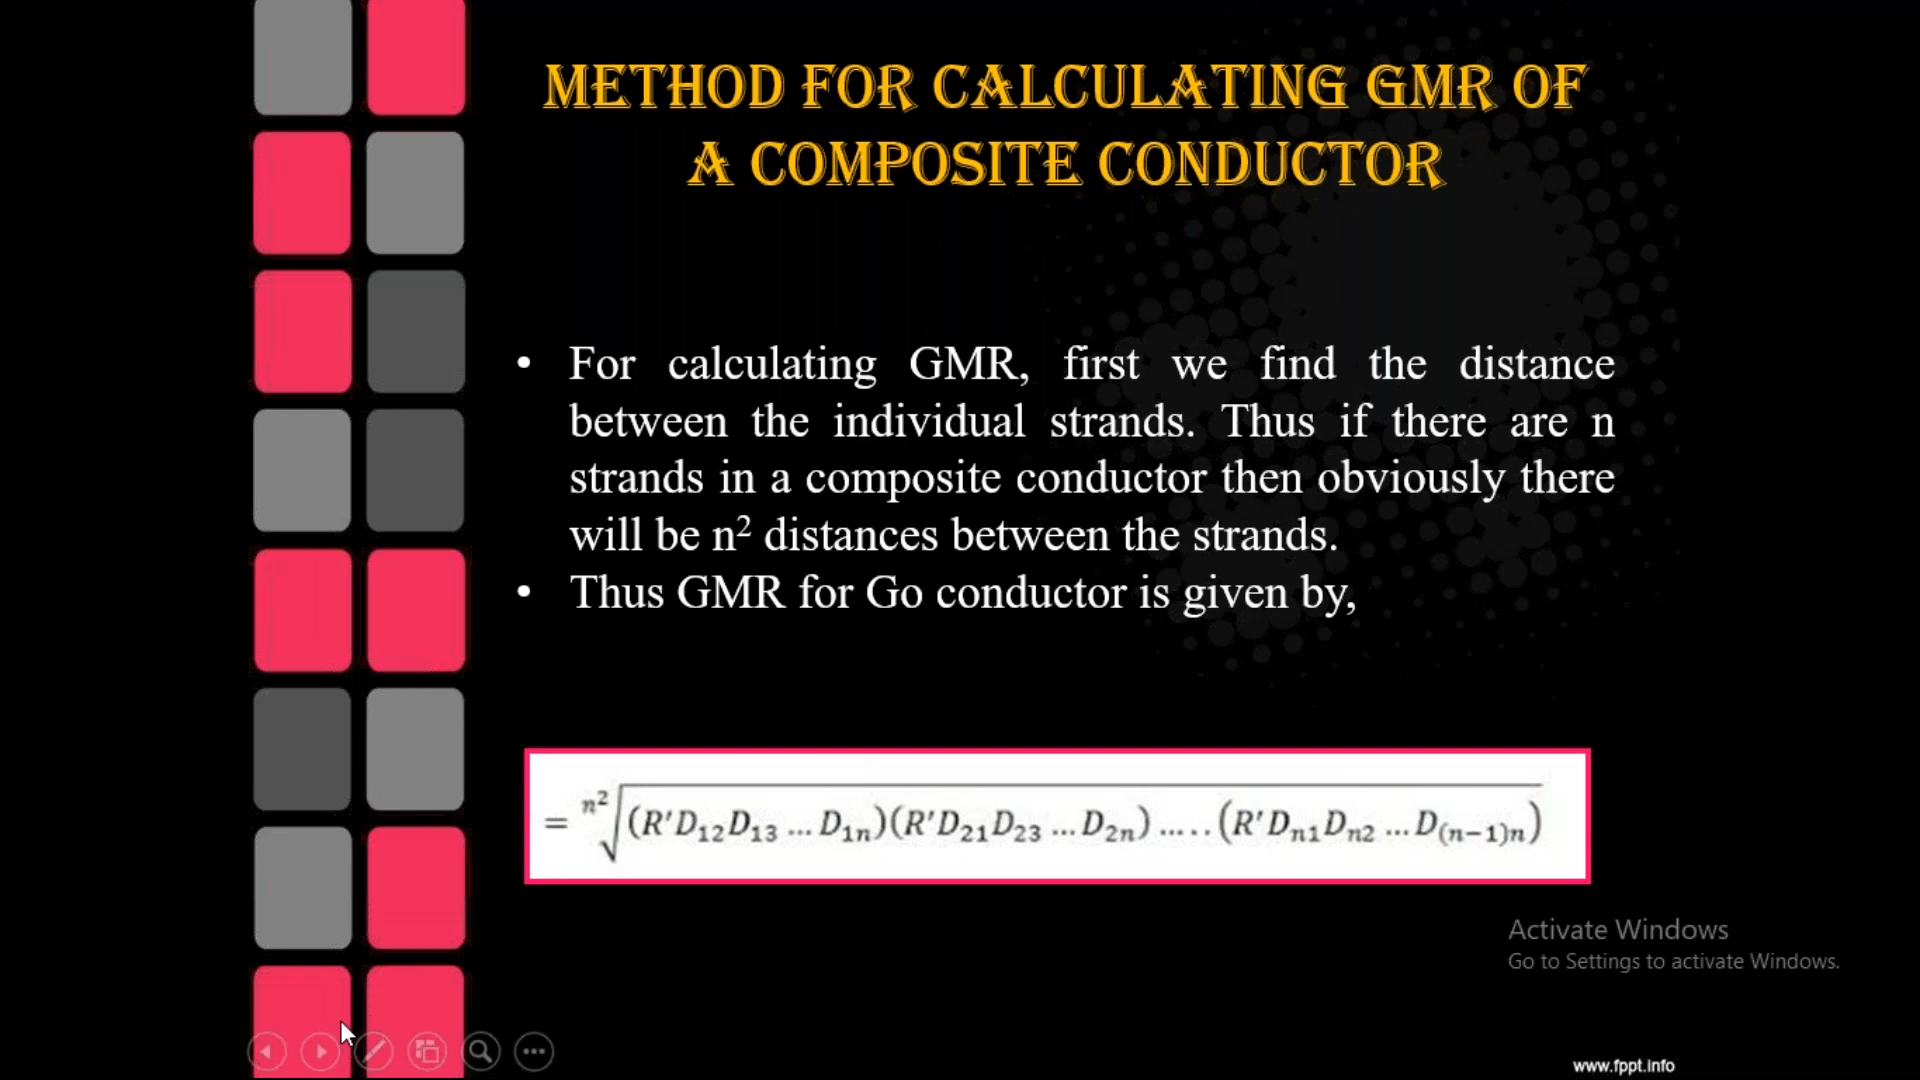 METHOD FOR CALCULATING GMR OF
A COMPOSITE CONDUCTOR
• For calculating GMR, first we find the distance
between the individual strands. Thus if there are n
strands in a composite conductor then obviously there
will be n² distances between the strands.
• Thus GMR for Go conductor is given by,
= ⁿ²√(R′D₁₂D₁₃ ... D₁ₙ)(R′D₂₁D₂₃ ... D₂ₙ) ..... (R′Dₙ₁Dₙ₂ ... D₍ₙ₋₁₎ₙ)
Activate Windows
Go to Settings to activate Windows.
www.fppt.info